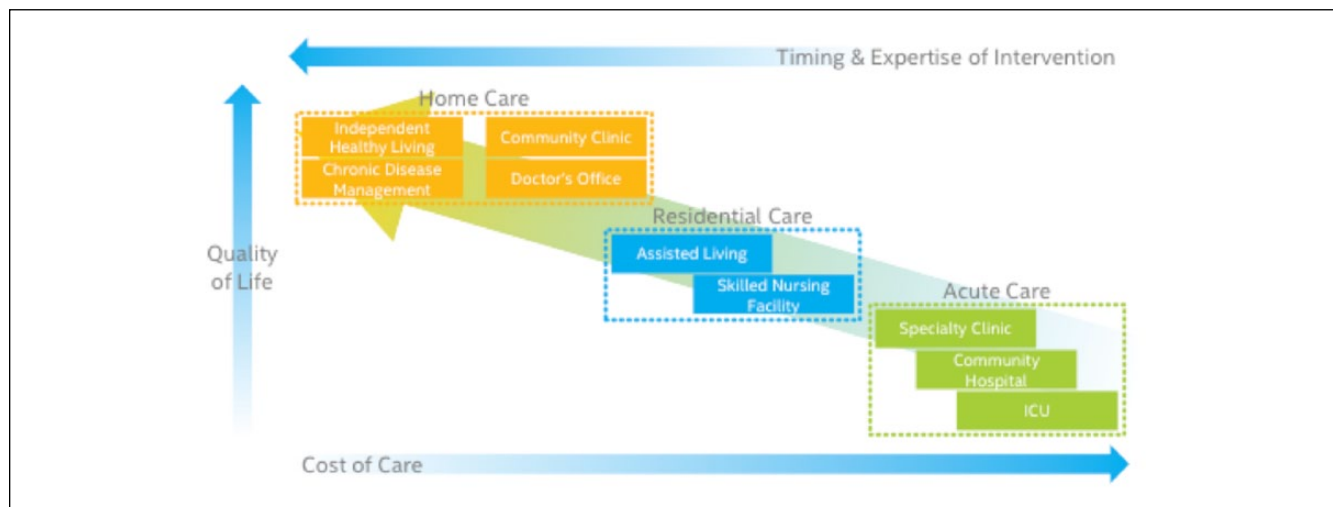 Timing & Expertise of Intervention
Home Care
Independent
Healthy Living
Community Clinic
Chronic Disease
Management
Doctor's Office
Residential Care
Assisted Living
Skilled Nursing
Facility
Quality
of Life
Acute Care
Specialty Clinic
Community
Hospital
ICU
Cost of Care